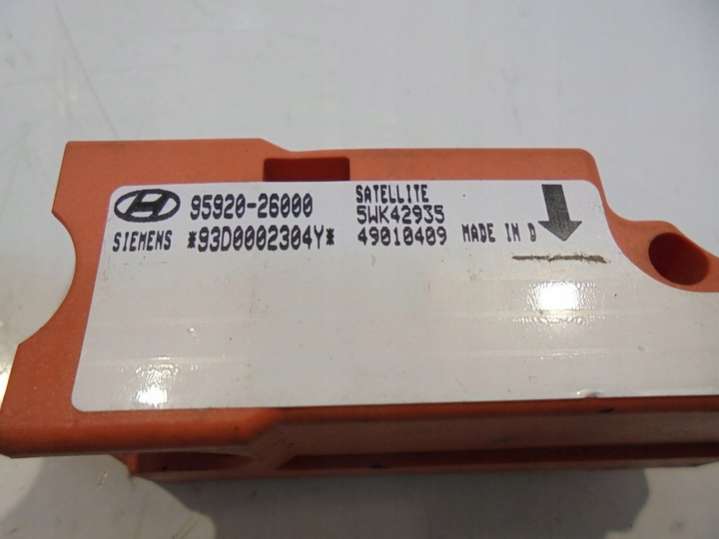 95920-26000 SATELLITE
5WK42935
SIEMENS *93D0002304Y* 49010409 MADE IN D